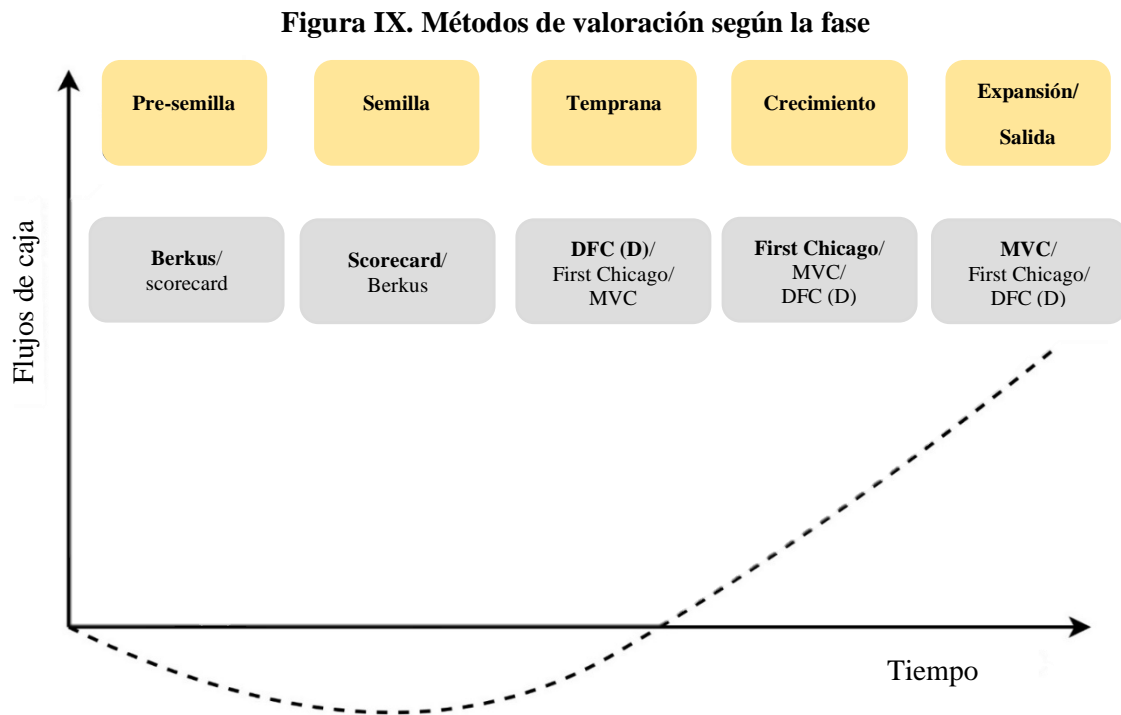 Figura IX. Métodos de valoración según la fase
Pre-semilla
Semilla
Temprana
Crecimiento
Expansión/
Salida
Berkus/
scorecard
Scorecard/
Berkus
DFC (D)/
First Chicago/
MVC
First Chicago/
MVC/
DFC (D)
MVC/
First Chicago/
DFC (D)
Flujos de caja
Tiempo